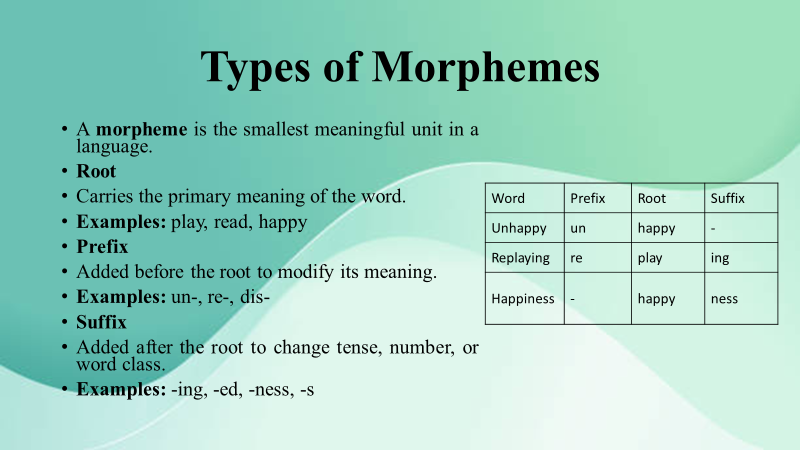 Types of Morphemes
• A morpheme is the smallest meaningful unit in a
language.
• Root
• Carries the primary meaning of the word.
• Examples: play, read, happy
• Prefix
• Added before the root to modify its meaning.
• Examples: un-, re-, dis-
• Suffix
• Added after the root to change tense, number, or
word class.
• Examples: -ing, -ed, -ness, -s
Word Prefix Root Suffix
Unhappy un happy -
Replaying re play ing
Happiness - happy ness